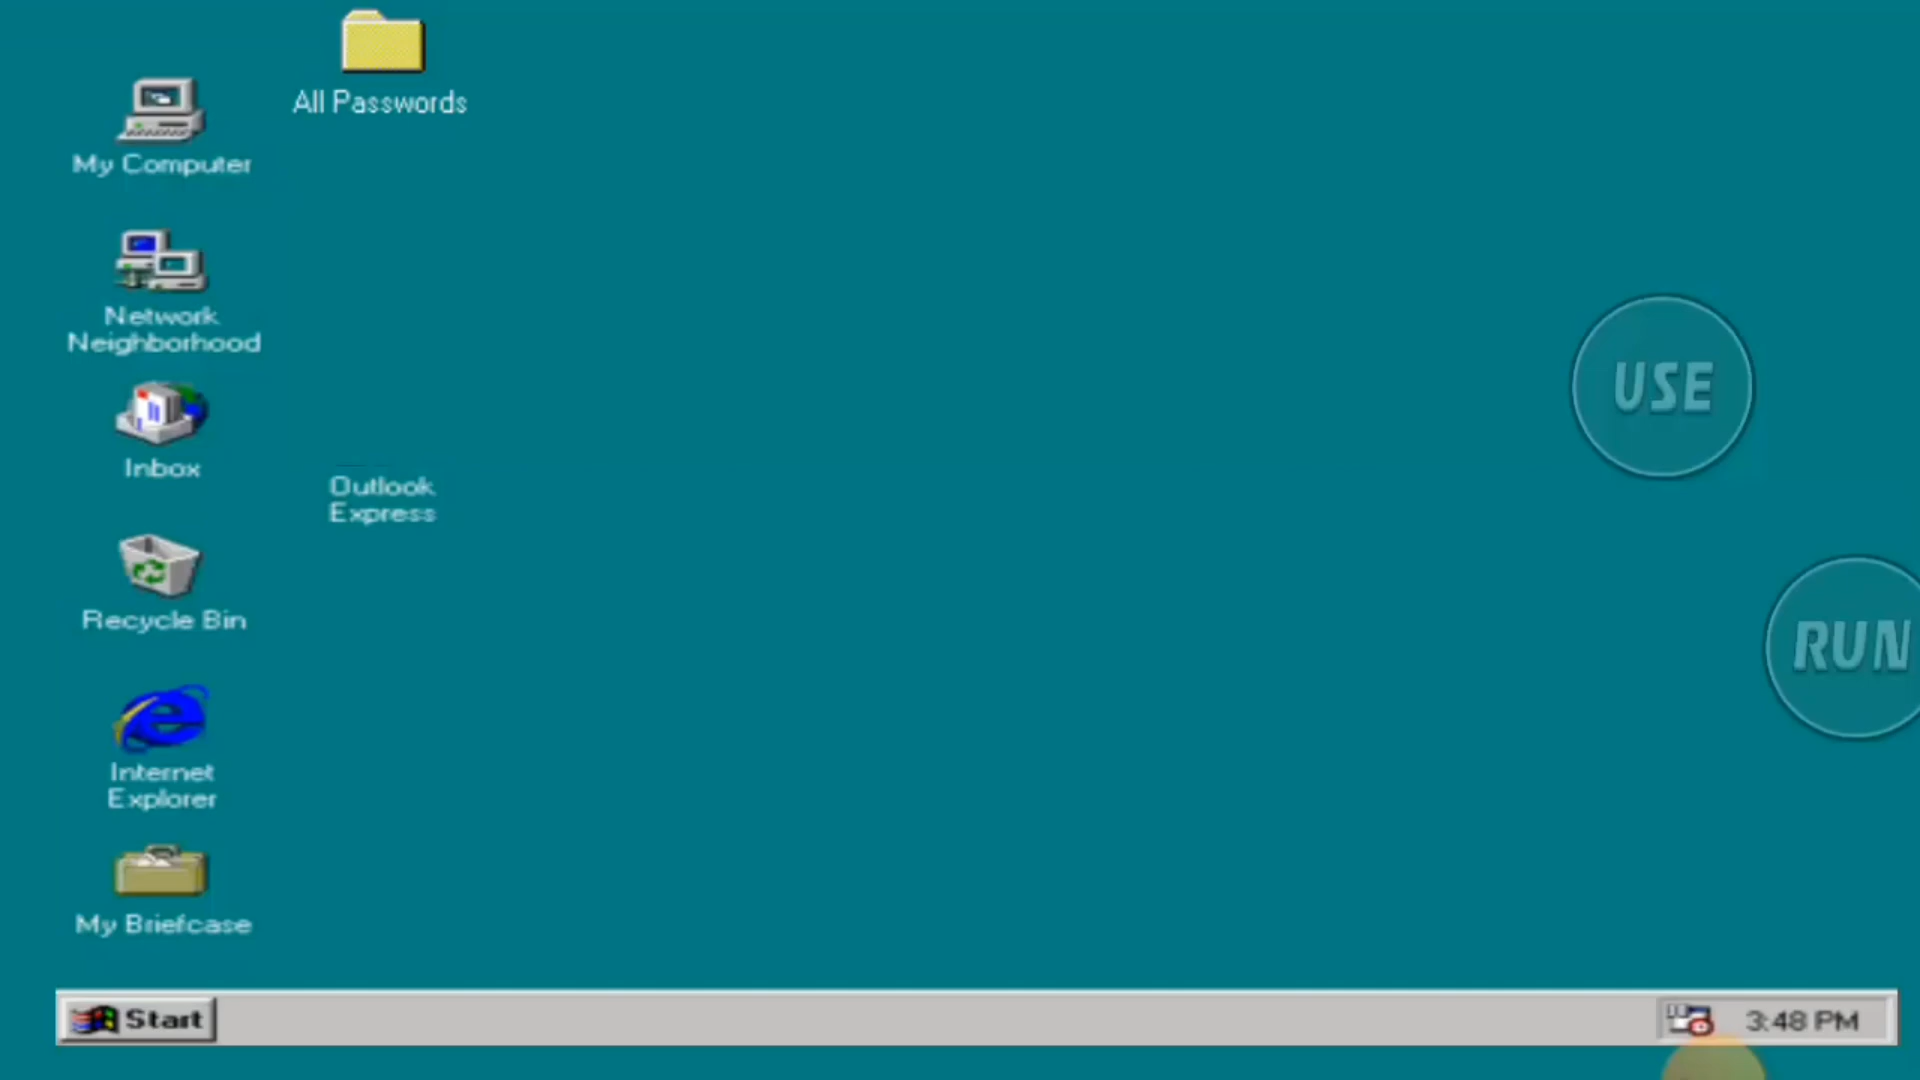 All Passwords
My Computer
Network
Neighborhood
Inbox
Outlook
Express
Recycle Bin
Internet
Explorer
My Briefcase
USE
RUN
Start
3:48 PM